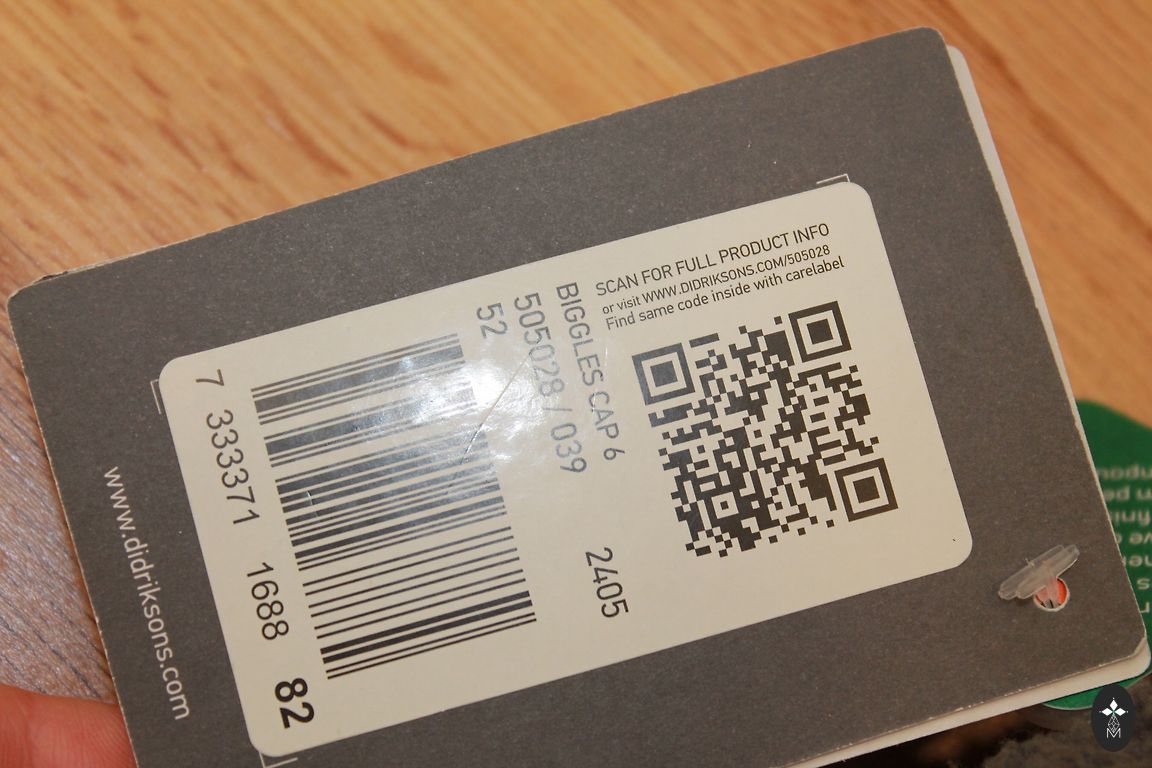 SCAN FOR FULL PRODUCT INFO
or visit WWW.DIDRIKSONS.COM/505028
Find same code inside with carelabel
BIGGLES CAP 6
505028 / 039
2405
52
7 333371 1688 82
www.didriksons.com
M